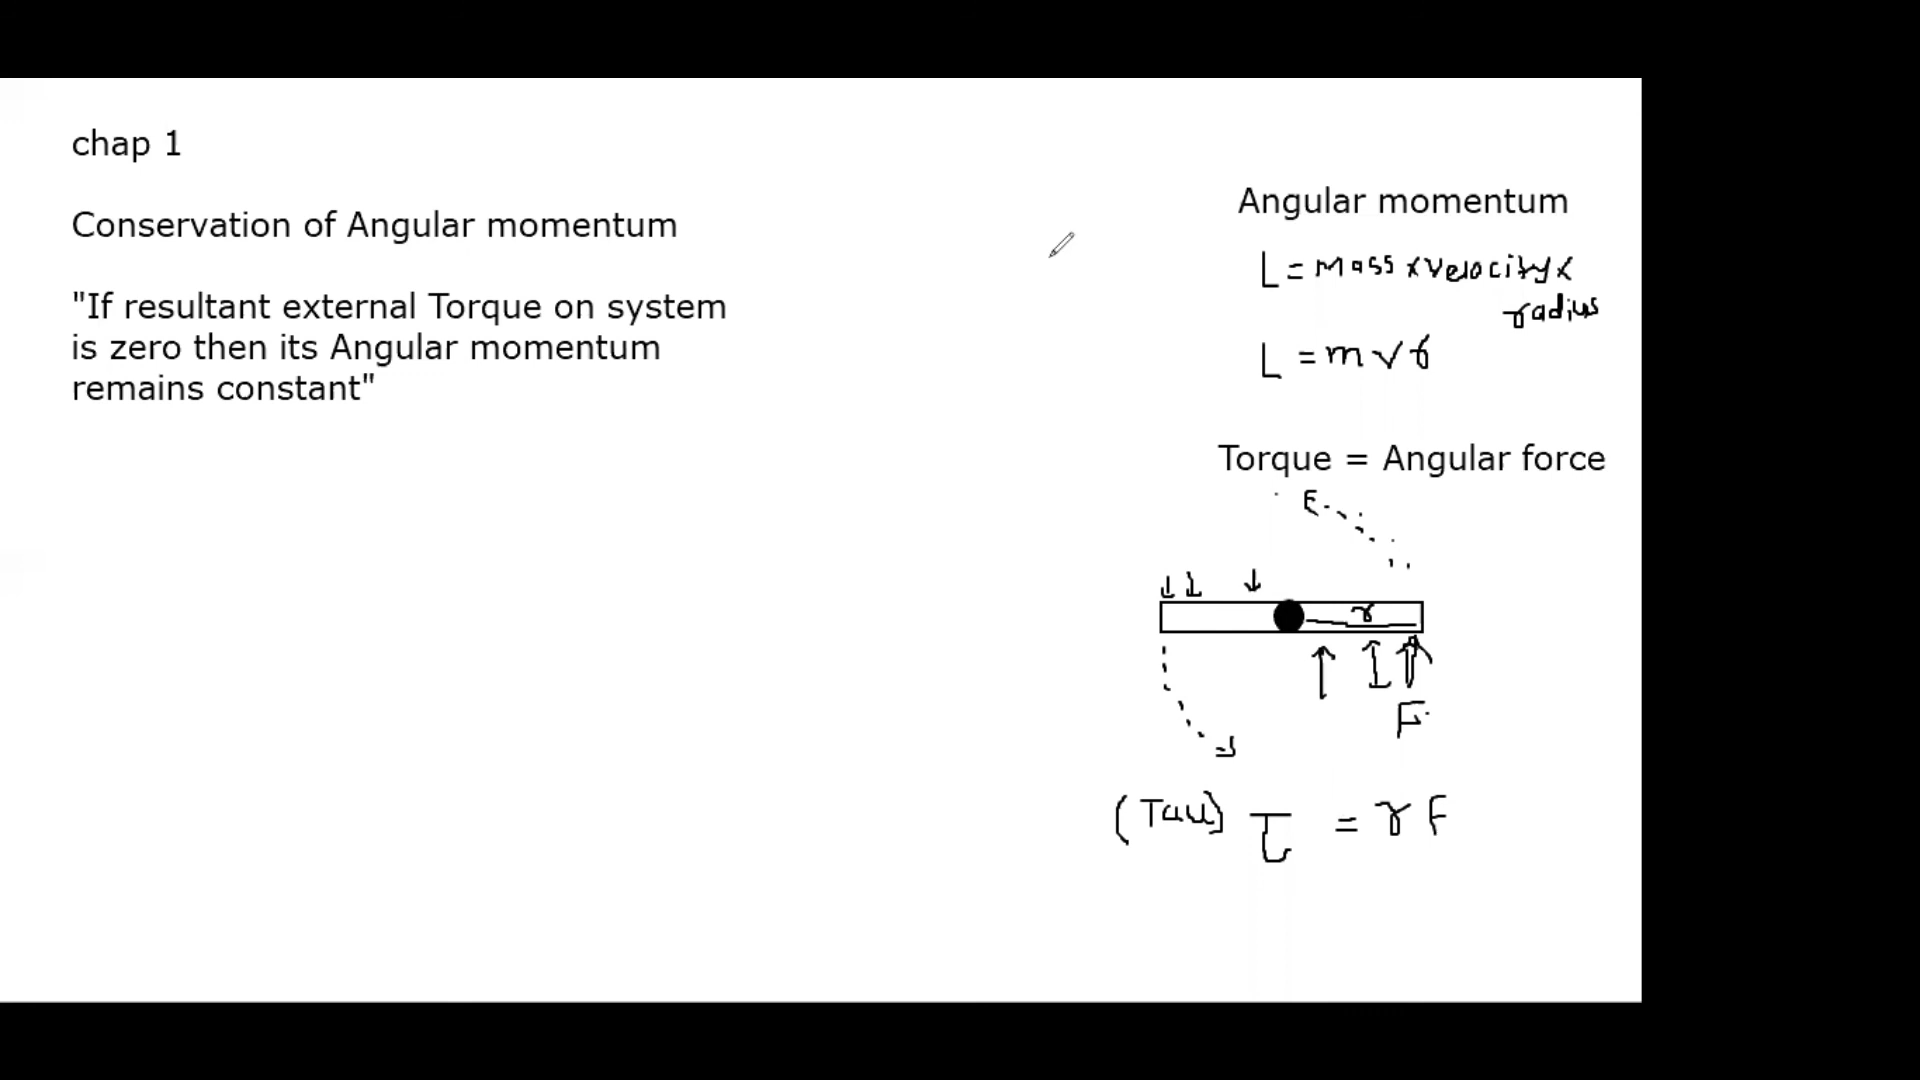 chap 1
Conservation of Angular momentum
"If resultant external Torque on system
is zero then its Angular momentum
remains constant"
Angular momentum
L = Mass x Velocity x
radius
L = m v r
Torque = Angular force
F
r
F
(Tau) τ = r F